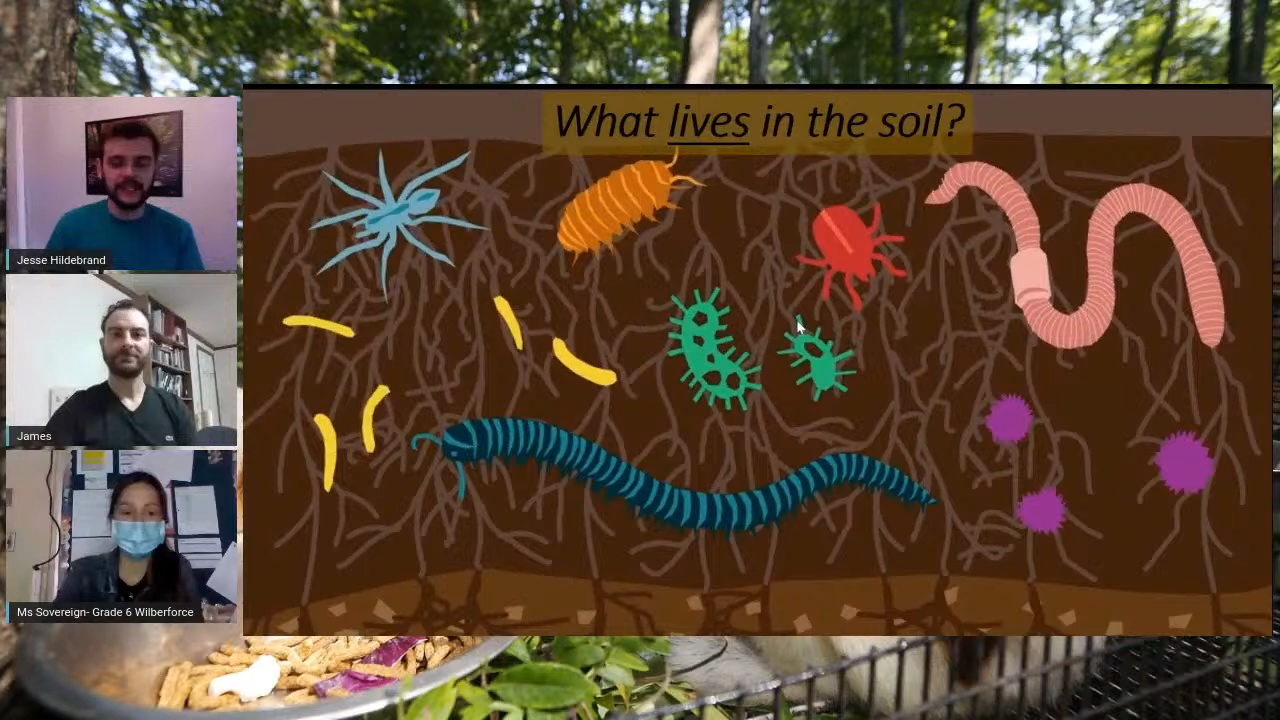 What lives in the soil?
Jesse Hildebrand
James
Ms Sovereign- Grade 6 Wilberforce